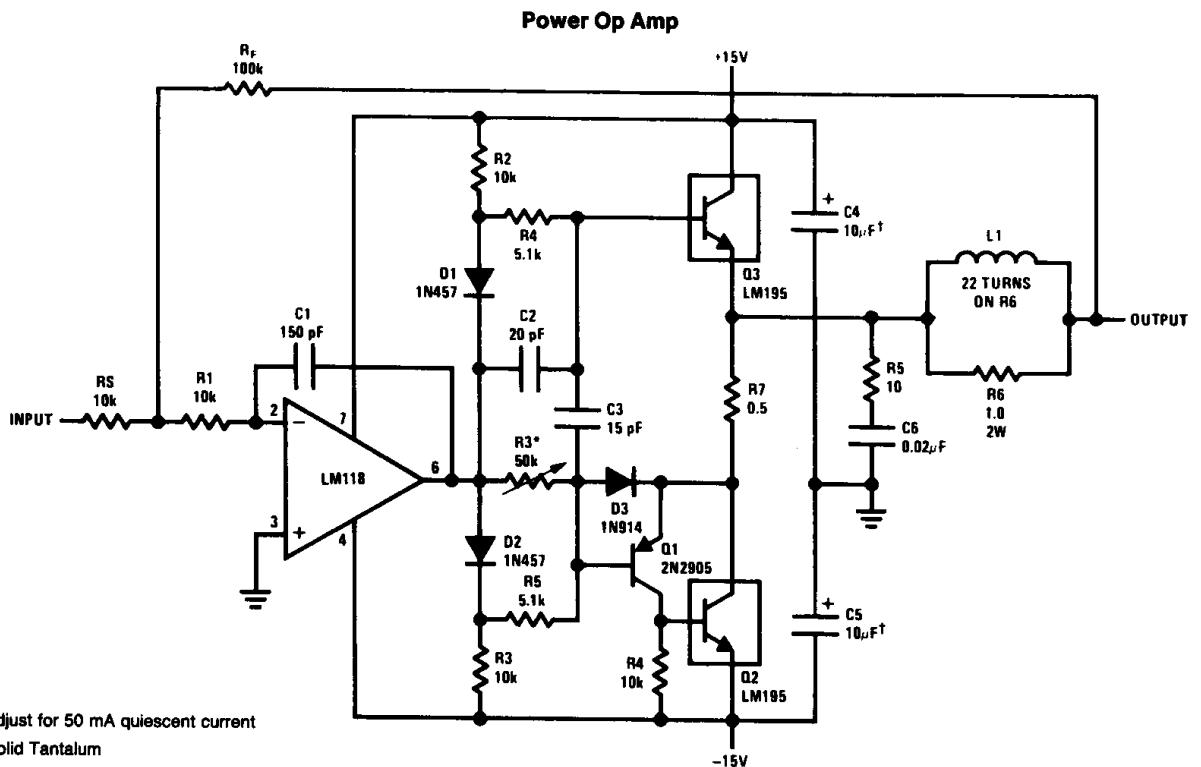 Power Op Amp
RF
100k
+15V
R2
10k
R4
5.1k
D1
1N457
C1
150 pF
C2
20 pF
Q3
LM195
C4
10µF†
L1
22 TURNS
ON R6
OUTPUT
RS
10k
R1
10k
INPUT
2
7
6
3
4
LM118
C3
15 pF
R3*
50k
R7
0.5
R5
10
R6
1.0
2W
C6
0.02µF
D3
1N914
D2
1N457
Q1
2N2905
R5
5.1k
R3
10k
R4
10k
Q2
LM195
C5
10µF†
-15V
djust for 50 mA quiescent current
olid Tantalum